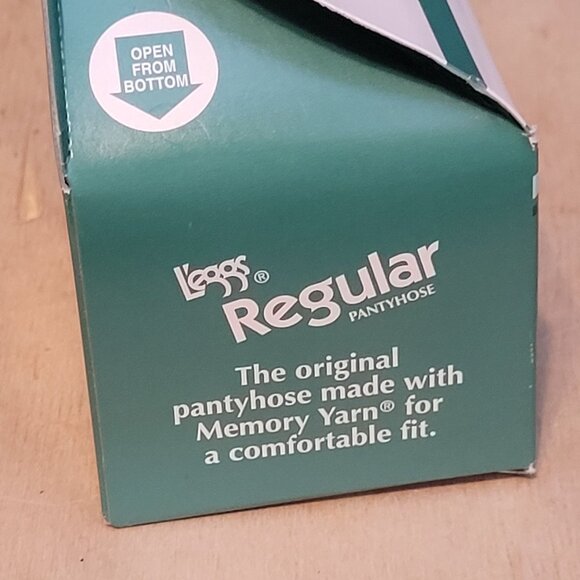 OPEN
FROM
BOTTOM
L'eggs®
Regular
PANTYHOSE
The original
pantyhose made with
Memory Yarn® for
a comfortable fit.